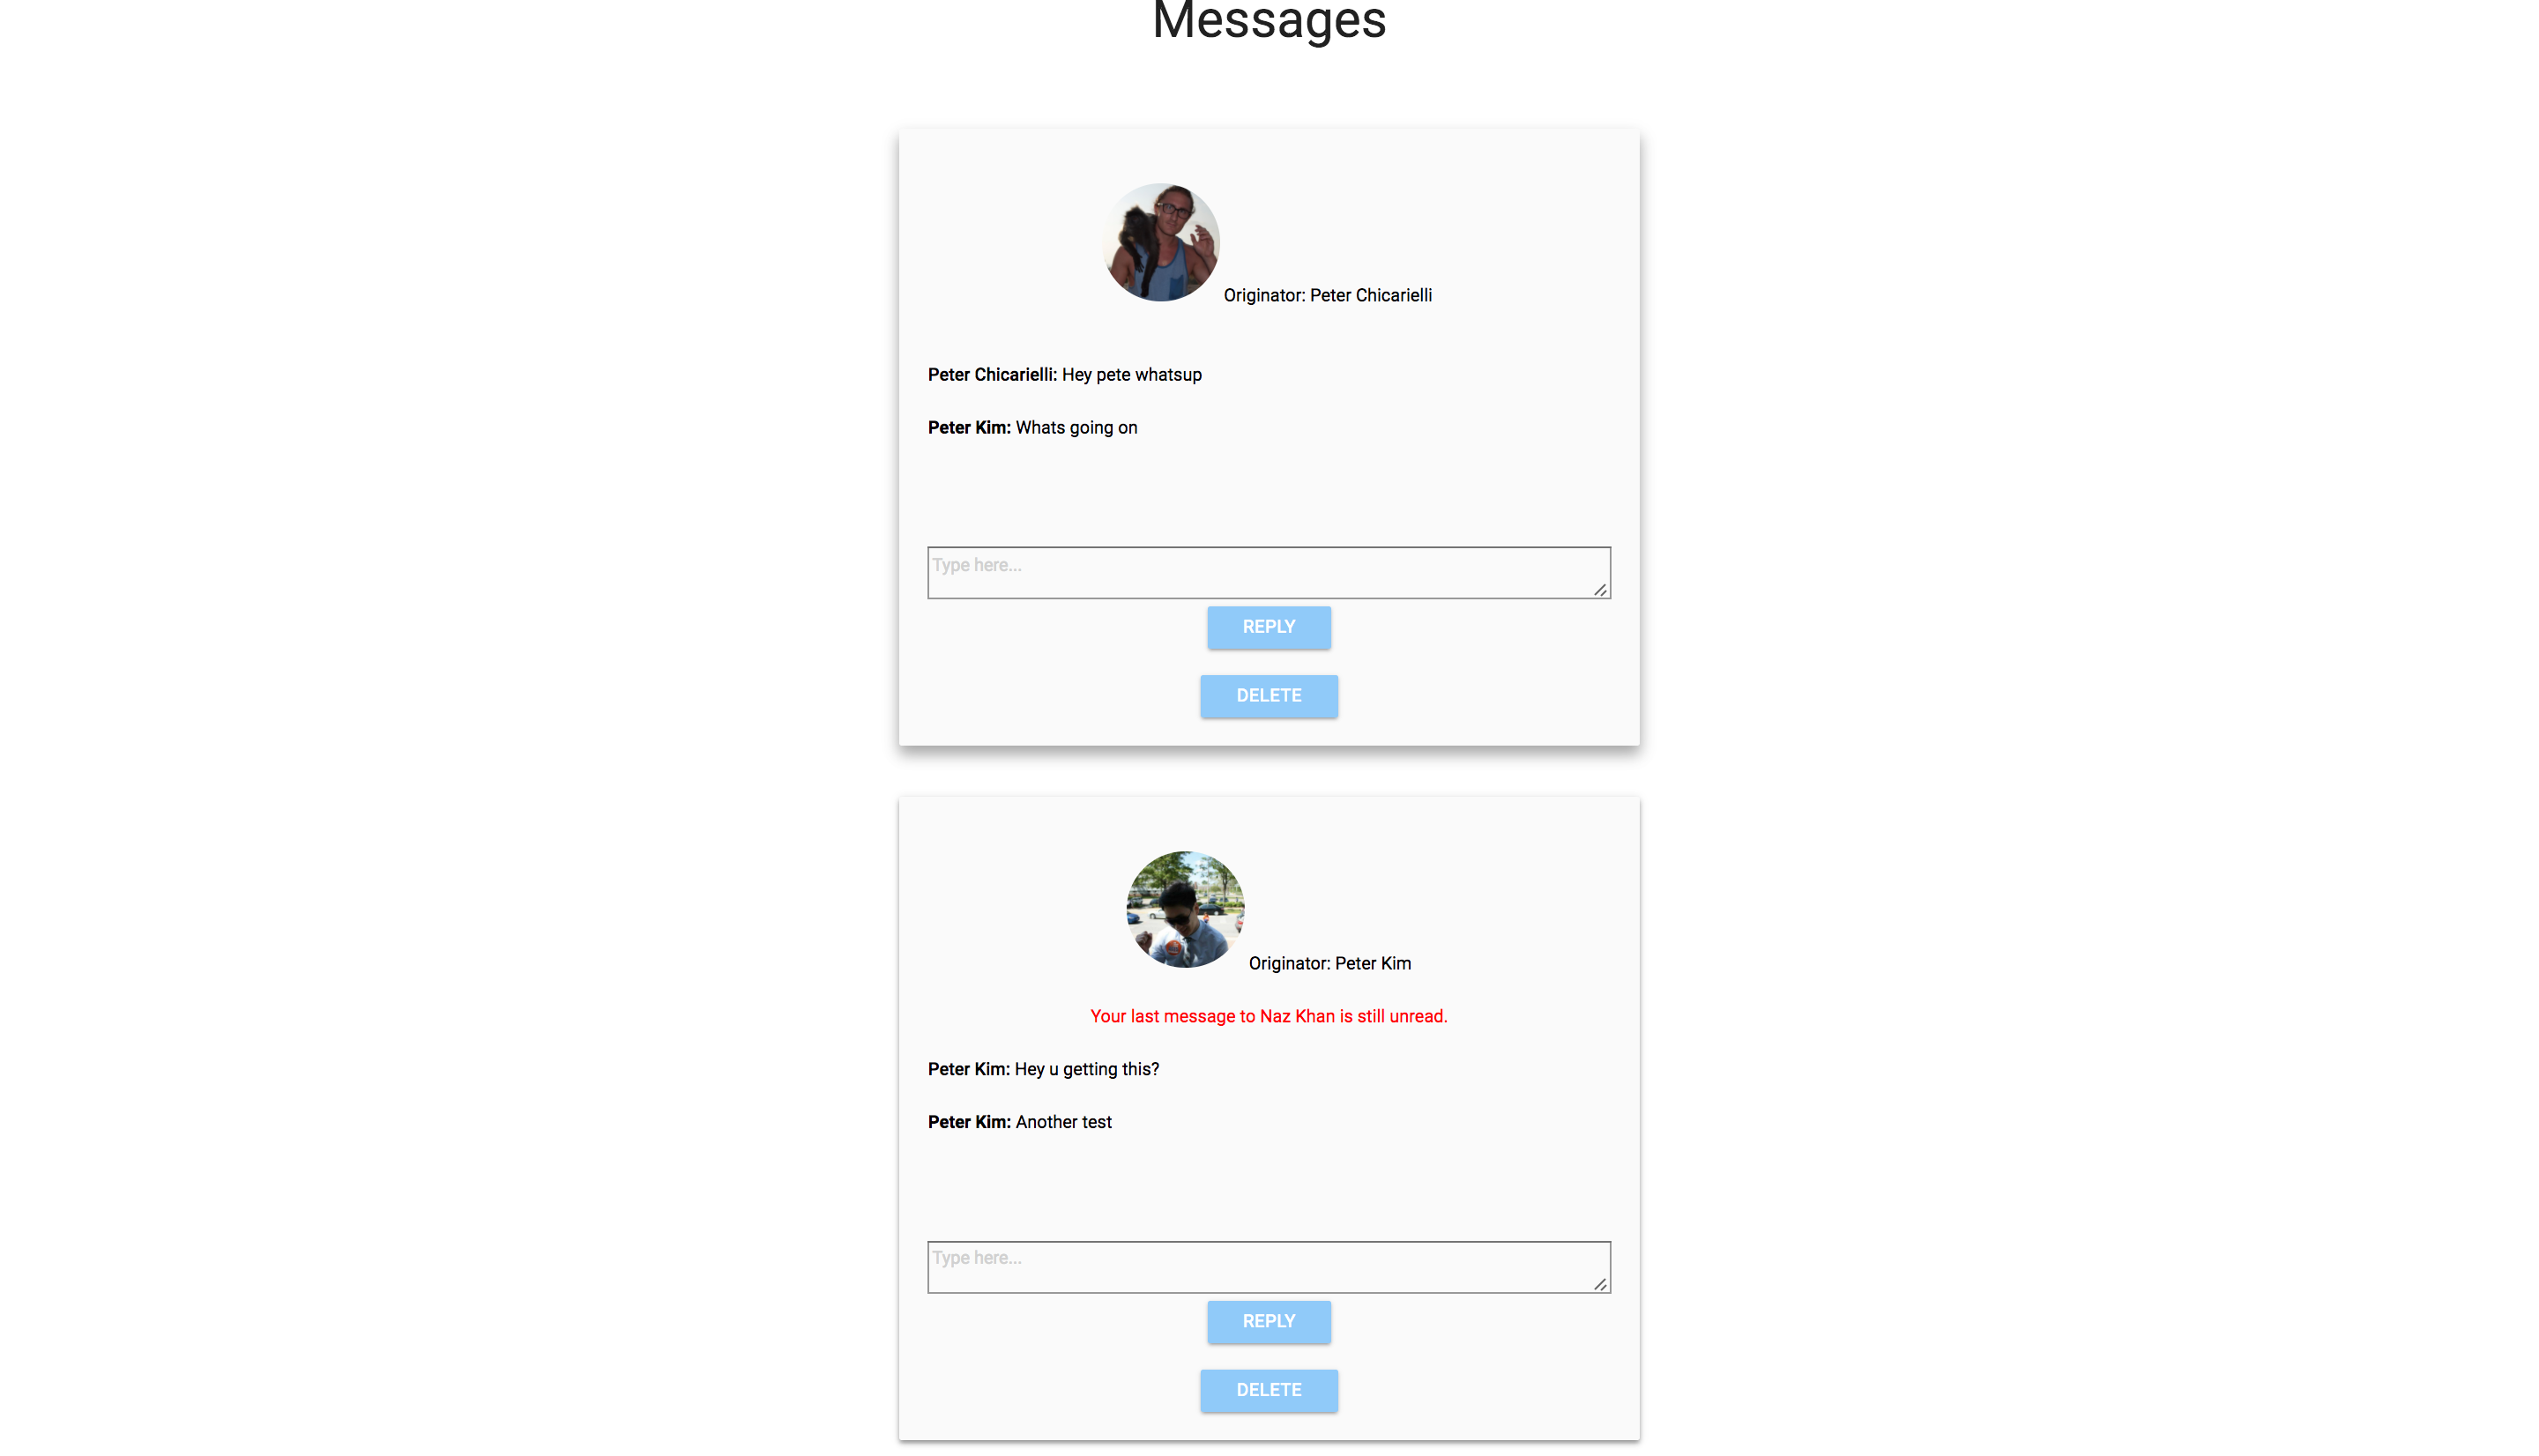 Messages
Originator: Peter Chicarielli
Peter Chicarielli: Hey pete whatsup
Peter Kim: Whats going on
Type here...
REPLY
DELETE
Originator: Peter Kim
Your last message to Naz Khan is still unread.
Peter Kim: Hey u getting this?
Peter Kim: Another test
Type here...
REPLY
DELETE